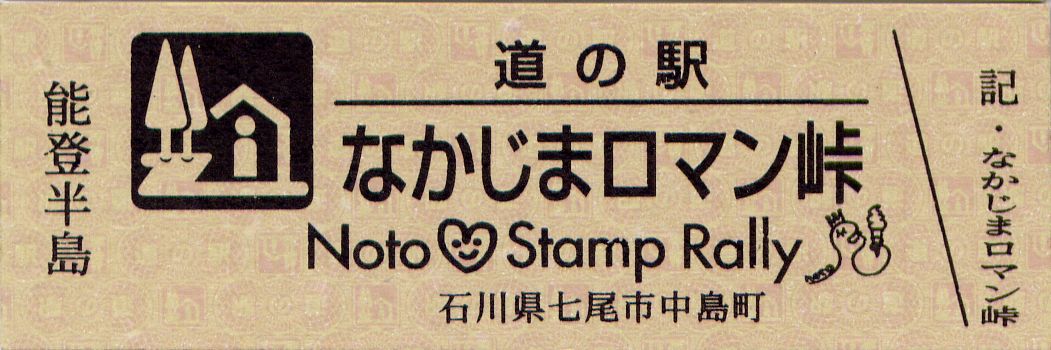 能登半島
道の駅
なかじまロマン峠
Noto Stamp Rally
石川県七尾市中島町
記・なかじまロマン峠